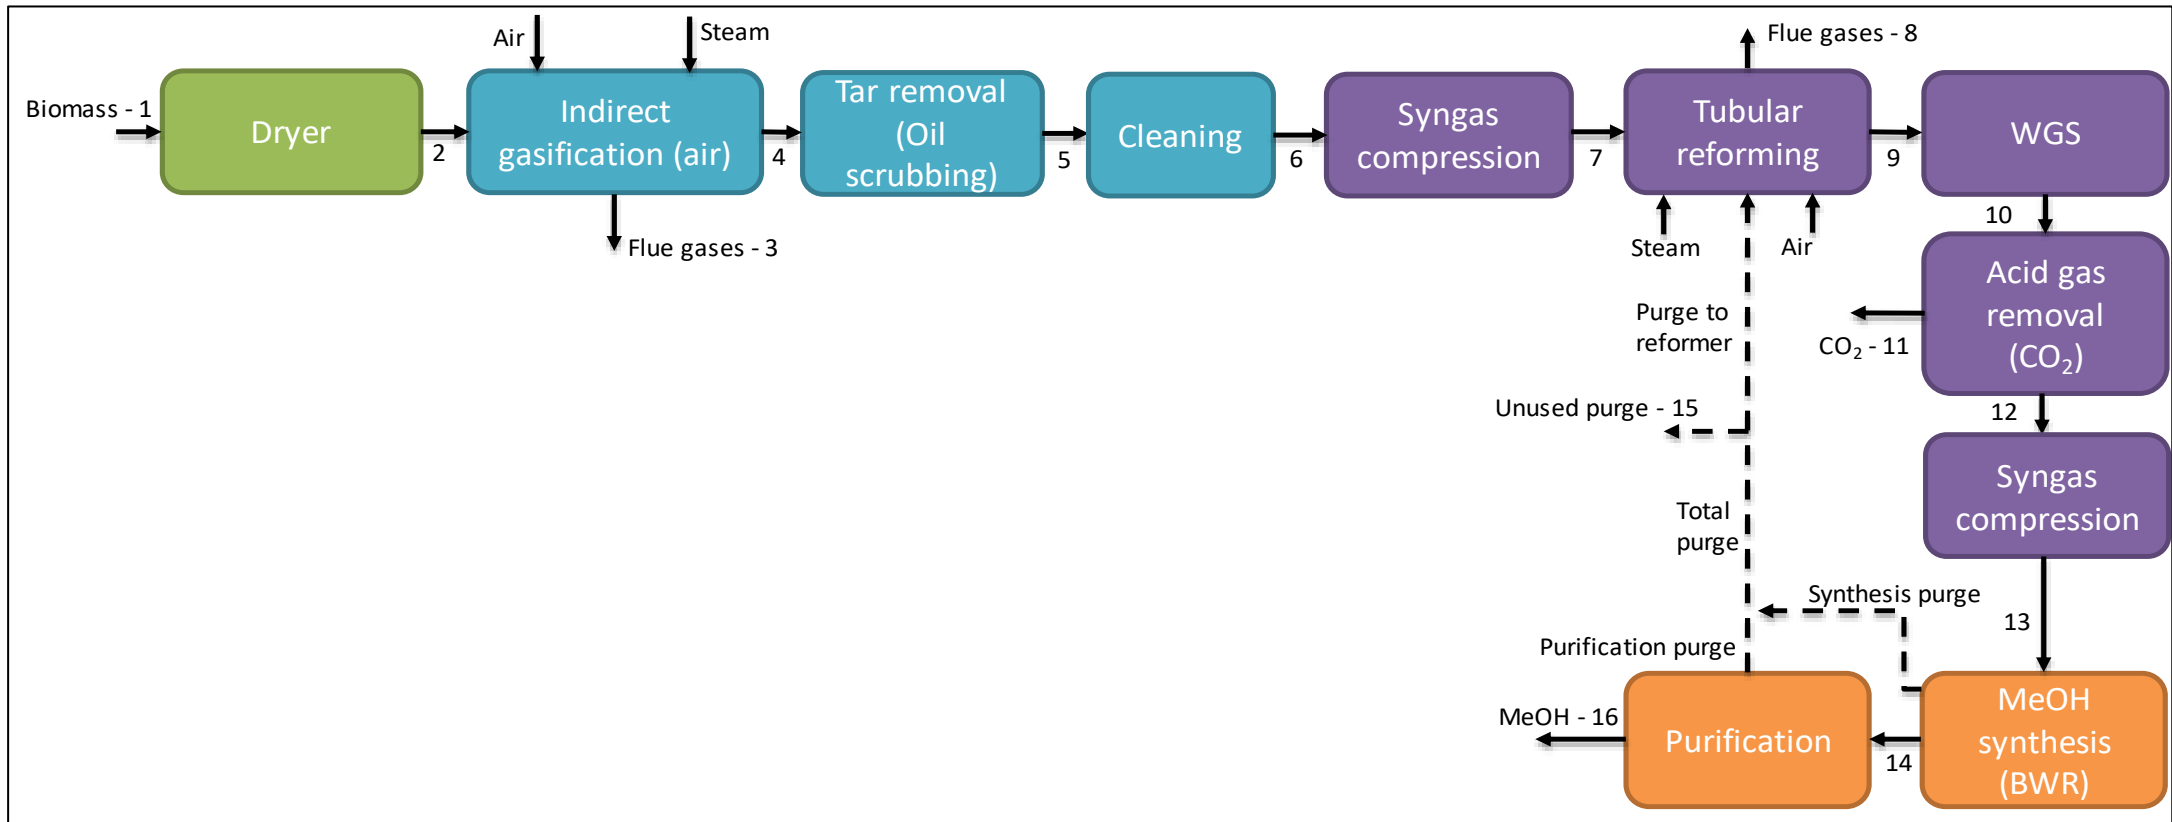 Biomass - 1
Dryer
2
Air
Steam
Indirect
gasification (air)
Flue gases - 3
4
Tar removal
(Oil
scrubbing)
5
Cleaning
6
Syngas
compression
7
Flue gases - 8
Tubular
reforming
Steam
Air
9
WGS
10
Acid gas
removal
(CO₂)
CO₂ - 11
12
Syngas
compression
13
MeOH
synthesis
(BWR)
14
Synthesis purge
Purification
MeOH - 16
Purification purge
Total
purge
Unused purge - 15
Purge to
reformer